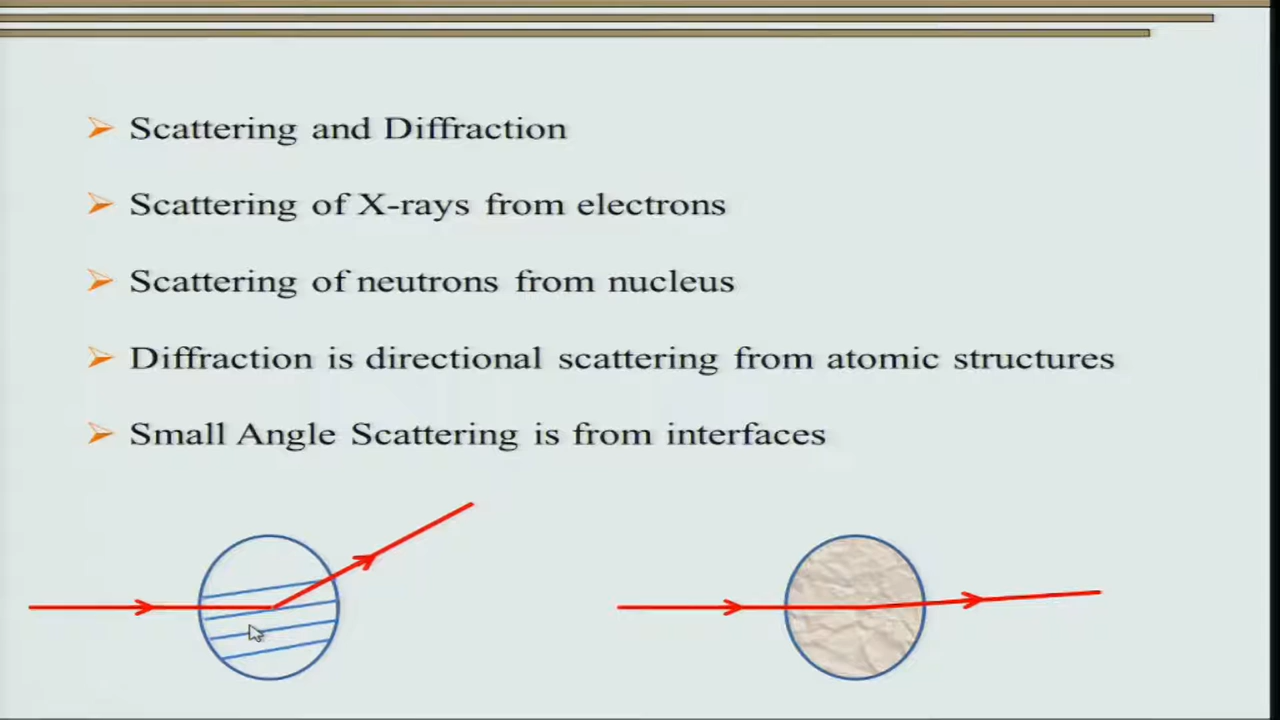 Scattering and Diffraction
Scattering of X-rays from electrons
Scattering of neutrons from nucleus
Diffraction is directional scattering from atomic structures
Small Angle Scattering is from interfaces